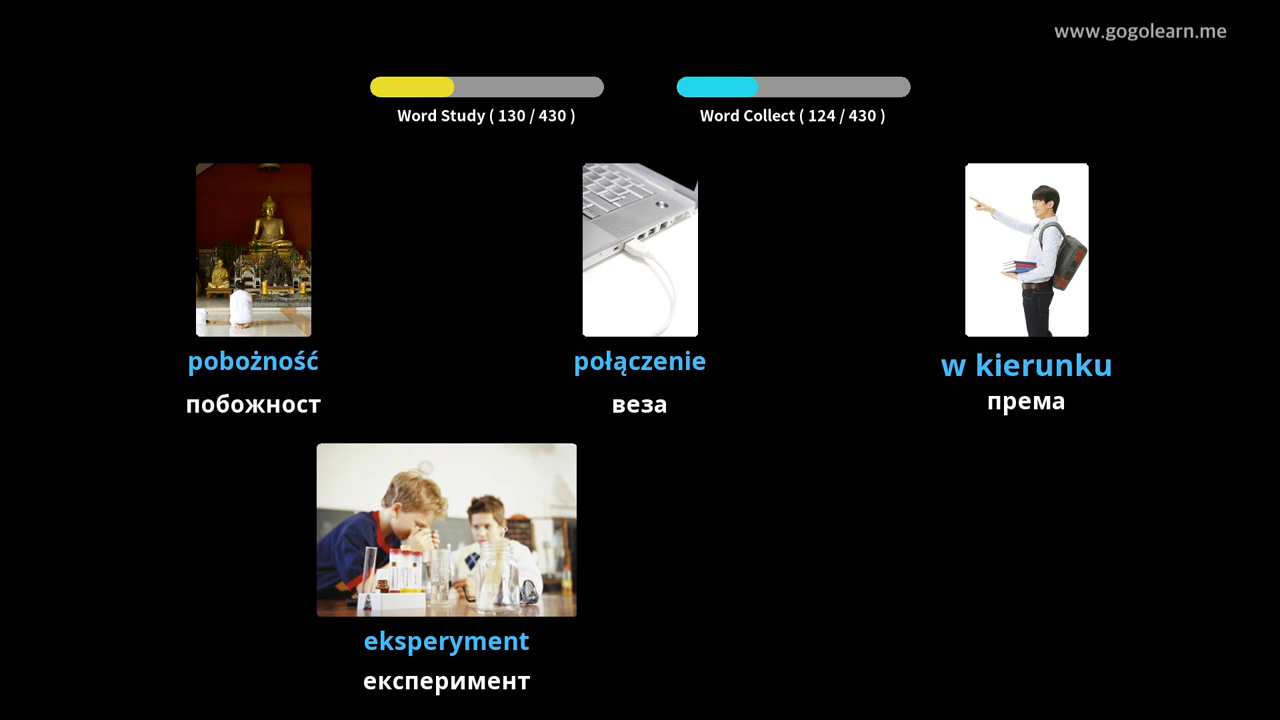 www.gogolearn.me
Word Study ( 130 / 430 )
Word Collect ( 124 / 430 )
pobożność
połączenie
w kierunku
побожност
веза
према
eksperyment
експеримент